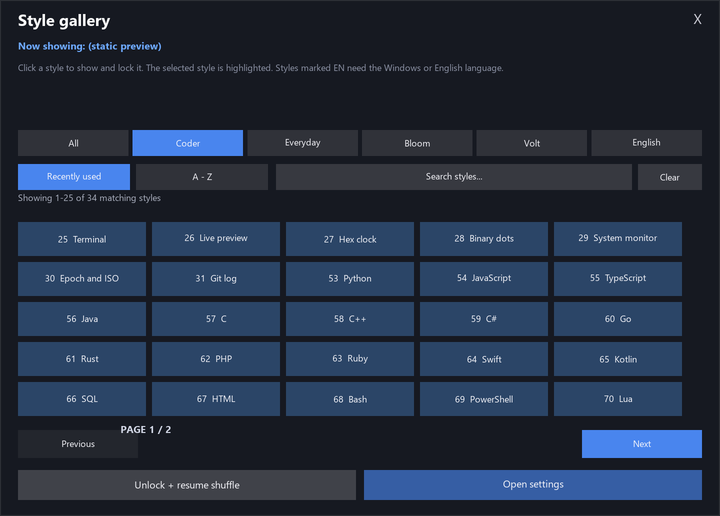 Style gallery X
Now showing: (static preview)
Click a style to show and lock it. The selected style is highlighted. Styles marked EN need the Windows or English language.
All Coder Everyday Bloom Volt English
Recently used A - Z Search styles... Clear
Showing 1-25 of 34 matching styles
25 Terminal 26 Live preview 27 Hex clock 28 Binary dots 29 System monitor
30 Epoch and ISO 31 Git log 53 Python 54 JavaScript 55 TypeScript
56 Java 57 C 58 C++ 59 C# 60 Go
61 Rust 62 PHP 63 Ruby 64 Swift 65 Kotlin
66 SQL 67 HTML 68 Bash 69 PowerShell 70 Lua
PAGE 1 / 2
Previous Next
Unlock + resume shuffle Open settings